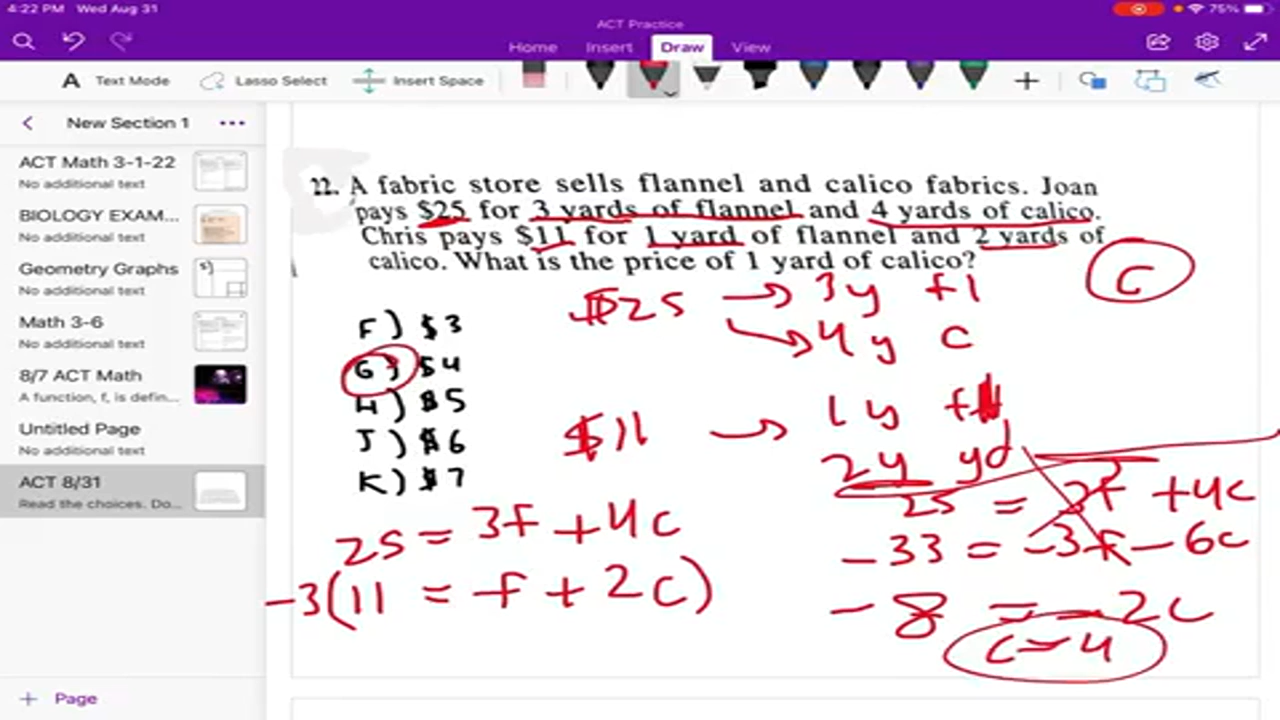 4:22 PM Wed Aug 31
75%
ACT Practice
Home Insert Draw View
A Text Mode Lasso Select Insert Space
New Section 1
ACT Math 3-1-22
No additional text
BIOLOGY EXAM...
No additional text
Geometry Graphs
No additional text
Math 3-6
No additional text
8/7 ACT Math
A function, f, is defin...
Untitled Page
No additional text
ACT 8/31
Read the choices. Do...
+ Page
22. A fabric store sells flannel and calico fabrics. Joan
pays $25 for 3 yards of flannel and 4 yards of calico.
Chris pays $11 for 1 yard of flannel and 2 yards of
calico. What is the price of 1 yard of calico?
F) $3
G) $4
H) $5
J) $6
K) $7
$25 → 3y fl
→ 4y c
C
$11 → 1y f
2y yd
25 = 3f + 4c
-3(11 = f + 2c)
25 = 3f + 4c
-33 = -3f - 6c
-8 = -2c
c = 4